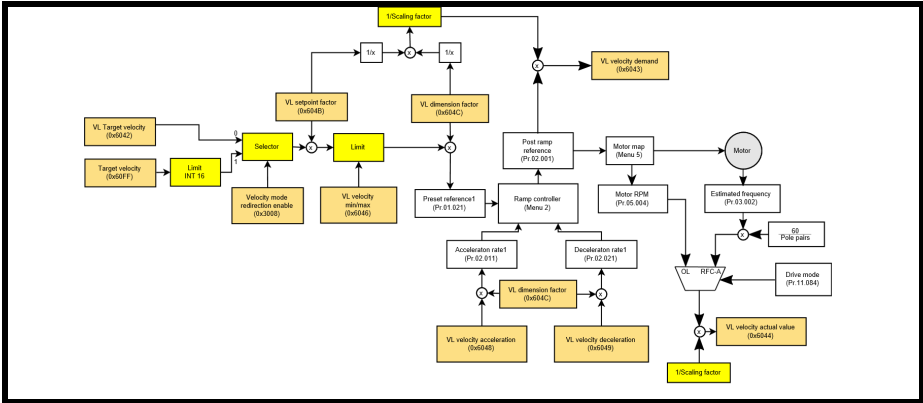 1/Scaling factor
1/x
x
1/x
x
VL velocity demand
(0x6043)
VL setpoint factor
(0x604B)
VL dimension factor
(0x604C)
VL Target velocity
(0x6042)
0
Selector
x
Limit
x
Post ramp
reference
(Pr.02.001)
Motor map
(Menu 5)
Motor
Target velocity
(0x60FF)
Limit
INT 16
1
Velocity mode
redirection enable
(0x3008)
VL velocity
min/max
(0x6046)
Preset reference1
(Pr.01.021)
Ramp controller
(Menu 2)
Motor RPM
(Pr.05.004)
Estimated frequency
(Pr.03.002)
x
60
Pole pairs
Acceleraton rate1
(Pr.02.011)
Deceleraton rate1
(Pr.02.021)
OL
RFC-A
Drive mode
(Pr.11.084)
x
VL dimension factor
(0x604C)
x
VL velocity acceleration
(0x6048)
VL velocity deceleration
(0x6049)
x
VL velocity actual value
(0x6044)
1/Scaling factor